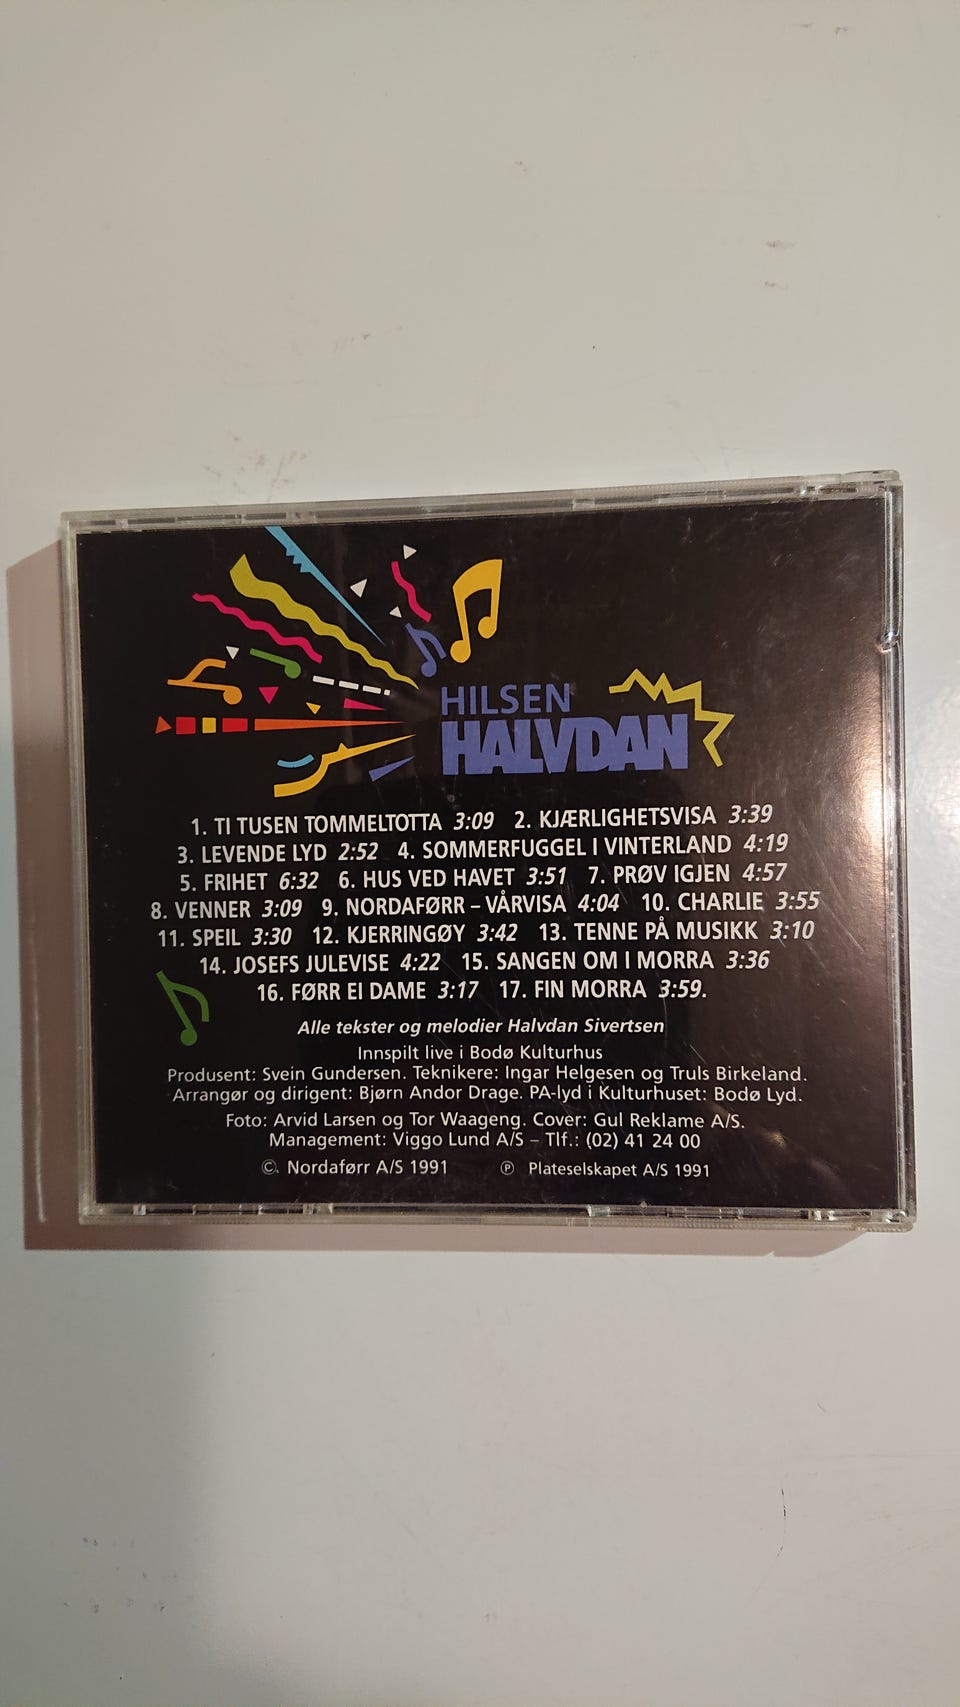 HILSEN
HALVDAN
1. TI TUSEN TOMMELTOTTA 3:09 2. KJÆRLIGHETSVISA 3:39
3. LEVENDE LYD 2:52 4. SOMMERFUGGEL I VINTERLAND 4:19
5. FRIHET 6:32 6. HUS VED HAVET 3:51 7. PRØV IGJEN 4:57
8. VENNER 3:09 9. NORDAFØRR – VÅRVISA 4:04 10. CHARLIE 3:55
11. SPEIL 3:30 12. KJERRINGØY 3:42 13. TENNE PÅ MUSIKK 3:10
14. JOSEFS JULEVISE 4:22 15. SANGEN OM I MORRA 3:36
16. FØRR EI DAME 3:17 17. FIN MORRA 3:59.
Alle tekster og melodier Halvdan Sivertsen
Innspilt live i Bodø Kulturhus
Produsent: Svein Gundersen. Teknikere: Ingar Helgesen og Truls Birkeland.
Arrangør og dirigent: Bjørn Andor Drage. PA-lyd i Kulturhuset: Bodø Lyd.
Foto: Arvid Larsen og Tor Waageng. Cover: Gul Reklame A/S.
Management: Viggo Lund A/S – Tlf.: (02) 41 24 00
© Nordaførr A/S 1991 ℗ Plateselskapet A/S 1991